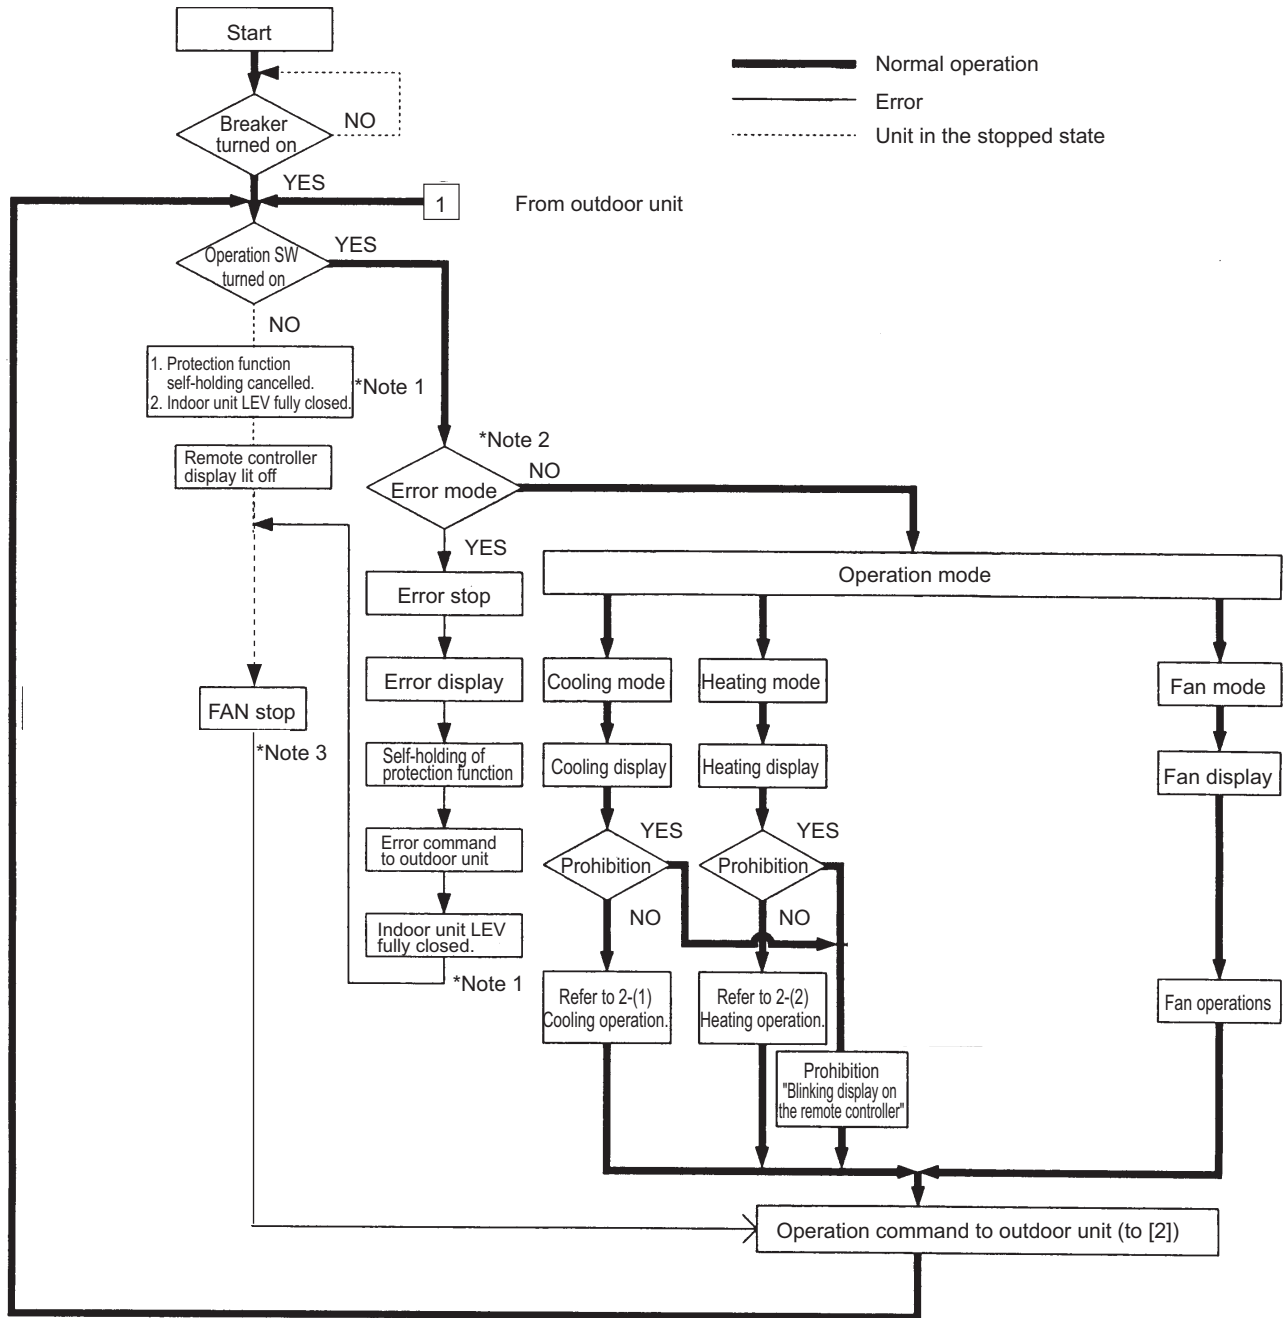 Start
Normal operation
Error
Unit in the stopped state
Breaker
turned on
NO
YES
1
From outdoor unit
Operation SW
turned on
YES
NO
1. Protection function
self-holding cancelled.
2. Indoor unit LEV fully closed.
*Note 1
Remote controller
display lit off
*Note 2
Error mode
NO
YES
Error stop
Operation mode
Error display
Cooling mode
Heating mode
Fan mode
FAN stop
*Note 3
Self-holding of
protection function
Cooling display
Heating display
Fan display
Error command
to outdoor unit
Prohibition
YES
NO
Prohibition
YES
NO
Indoor unit LEV
fully closed.
*Note 1
Refer to 2-(1)
Cooling operation.
Refer to 2-(2)
Heating operation.
Fan operations
Prohibition
"Blinking display on
the remote controller"
Operation command to outdoor unit (to [2])